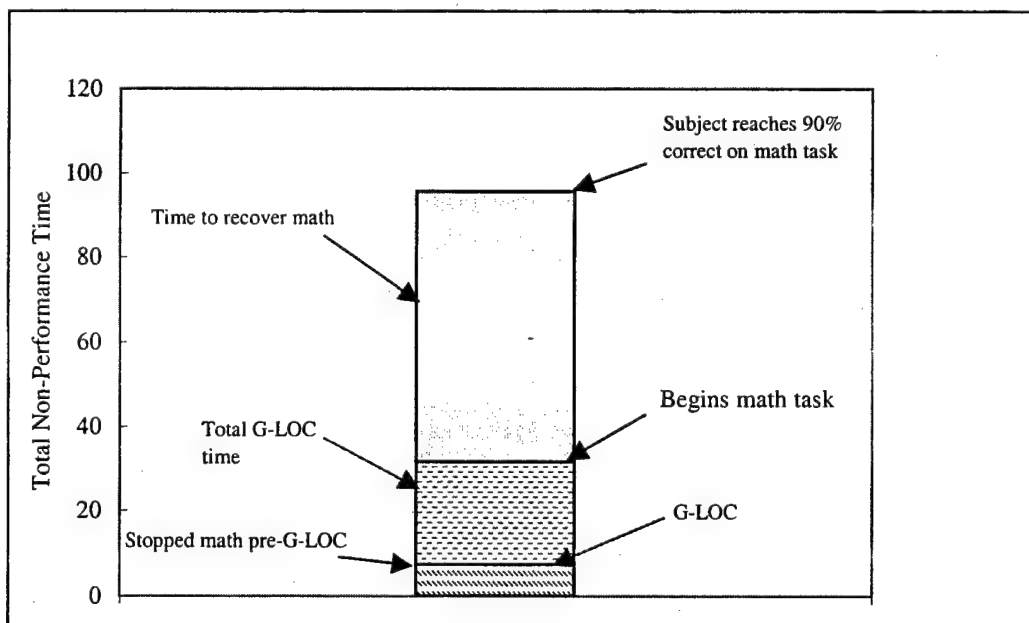 120
100
80
60
40
20
0
Total Non-Performance Time
Subject reaches 90%
correct on math task
Time to recover math
Begins math task
Total G-LOC
time
G-LOC
Stopped math pre-G-LOC